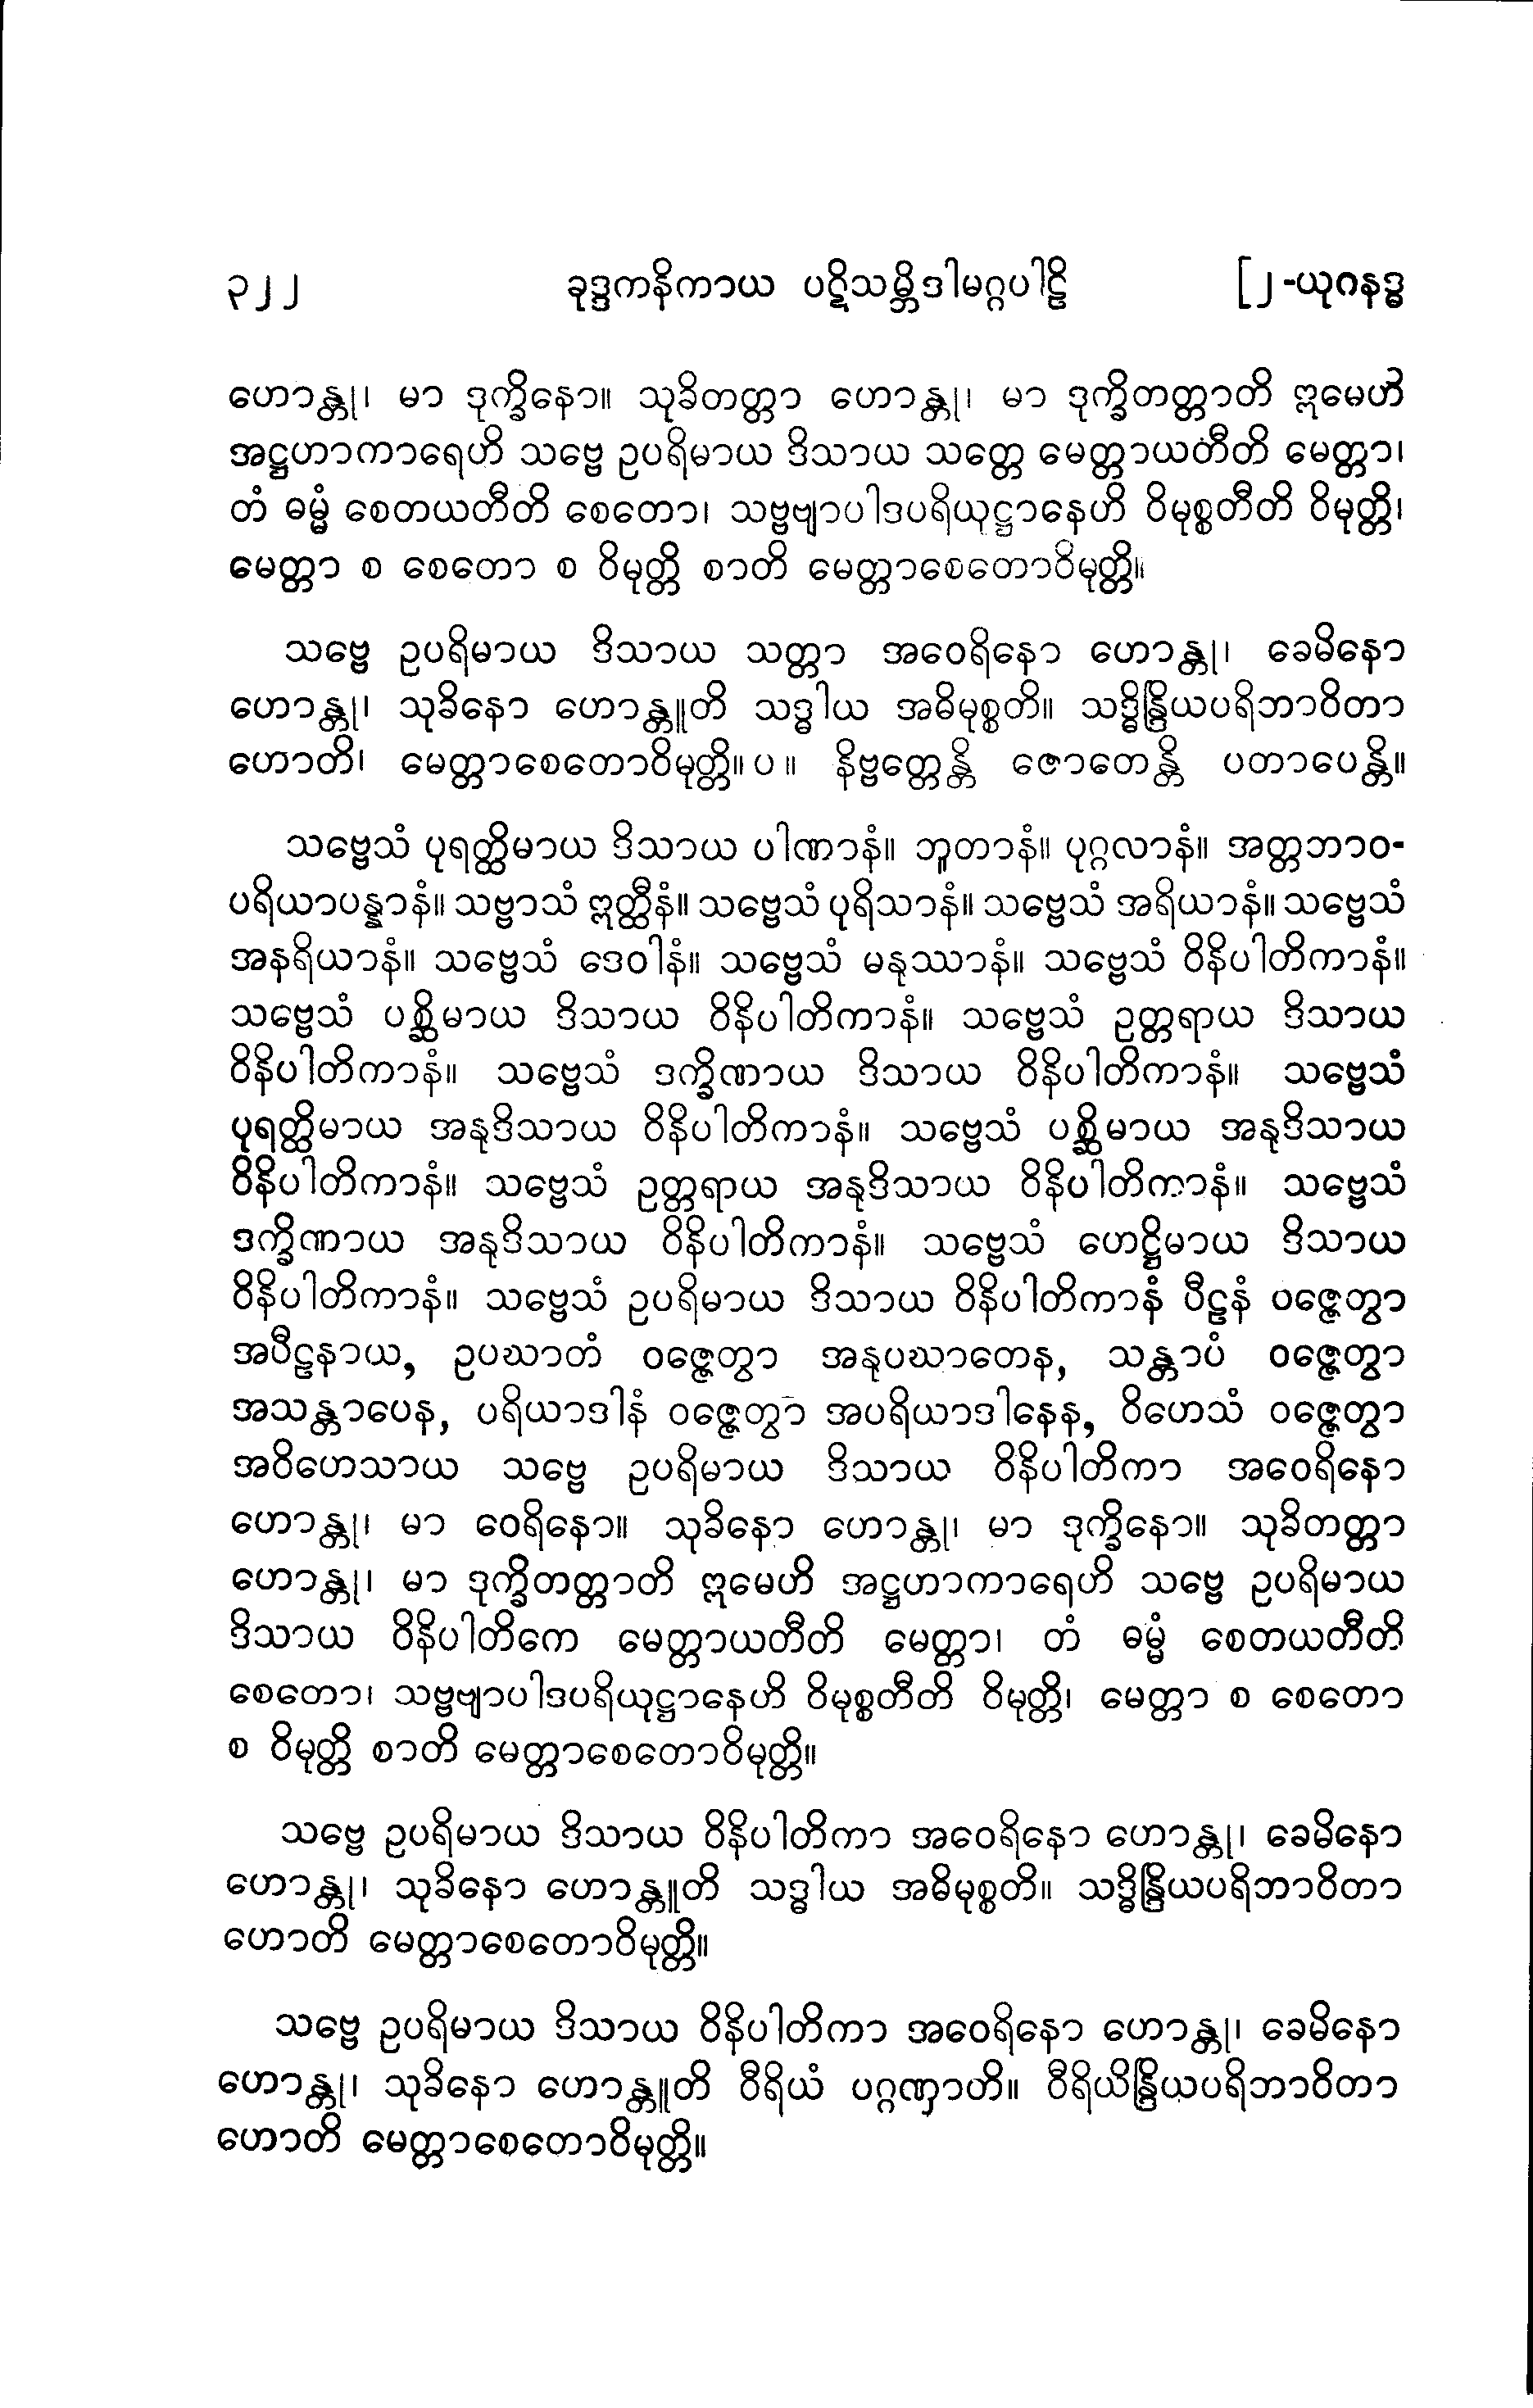 ၃၂၂ ခုဒ္ဒကနိကာယ ပဋိသမ္ဘိဒါမဂ္ဂပါဠိ [၂-ယုဂနဒ္ဓ
ဟောန္တု၊ မာ ဒုက္ခိနော။ သုခိတတ္တာ ဟောန္တု၊ မာ ဒုက္ခိတတ္တာတိ ဣမေဟိ
အဋ္ဌဟာကာရေဟိ သဗ္ဗေ ဥပရိမာယ ဒိသာယ သတ္တေ မေတ္တာယတီတိ မေတ္တာ၊
တံ ဓမ္မံ စေတယတီတိ စေတော၊ သဗ္ဗဗျာပါဒပရိယုဋ္ဌာနေဟိ ဝိမုစ္စတီတိ ဝိမုတ္တိ၊
မေတ္တာ စ စေတော စ ဝိမုတ္တိ စာတိ မေတ္တာစေတောဝိမုတ္တိ။
သဗ္ဗေ ဥပရိမာယ ဒိသာယ သတ္တာ အဝေရိနော ဟောန္တု၊ ခေမိနော
ဟောန္တု၊ သုခိနော ဟောန္တူတိ သဒ္ဓါယ အဓိမုစ္စတိ။ သဒ္ဓိန္ဒြိယပရိဘာဝိတာ
ဟောတိ၊ မေတ္တာစေတောဝိမုတ္တိ။ ပ ။ နိဗ္ဗတ္တေန္တိ ဇောတေန္တိ ပတာပေန္တိ။
သဗ္ဗေသံ ပုရတ္ထိမာယ ဒိသာယ ပါဏာနံ။ ဘူတာနံ။ ပုဂ္ဂလာနံ။ အတ္တဘာဝ-
ပရိယာပန္နာနံ။ သဗ္ဗာသံ ဣတ္ထီနံ။ သဗ္ဗေသံ ပုရိသာနံ။ သဗ္ဗေသံ အရိယာနံ။ သဗ္ဗေသံ
အနရိယာနံ။ သဗ္ဗေသံ ဒေဝါနံ။ သဗ္ဗေသံ မနုဿာနံ။ သဗ္ဗေသံ ဝိနိပါတိကာနံ။
သဗ္ဗေသံ ပစ္ဆိမာယ ဒိသာယ ဝိနိပါတိကာနံ။ သဗ္ဗေသံ ဥတ္တရာယ ဒိသာယ
ဝိနိပါတိကာနံ။ သဗ္ဗေသံ ဒက္ခိဏာယ ဒိသာယ ဝိနိပါတိကာနံ။ သဗ္ဗေသံ
ပုရတ္ထိမာယ အနုဒိသာယ ဝိနိပါတိကာနံ။ သဗ္ဗေသံ ပစ္ဆိမာယ အနုဒိသာယ
ဝိနိပါတိကာနံ။ သဗ္ဗေသံ ဥတ္တရာယ အနုဒိသာယ ဝိနိပါတိကာနံ။ သဗ္ဗေသံ
ဒက္ခိဏာယ အနုဒိသာယ ဝိနိပါတိကာနံ။ သဗ္ဗေသံ ဟေဋ္ဌိမာယ ဒိသာယ
ဝိနိပါတိကာနံ။ သဗ္ဗေသံ ဥပရိမာယ ဒိသာယ ဝိနိပါတိကာနံ ပီဠနံ ဝဇ္ဇေတွာ
အပီဠနာယ, ဥပဃာတံ ဝဇ္ဇေတွာ အနုပဃာတေန, သန္တာပံ ဝဇ္ဇေတွာ
အသန္တာပေန, ပရိယာဒါနံ ဝဇ္ဇေတွာ အပရိယာဒါနေန, ဝိဟေသံ ဝဇ္ဇေတွာ
အဝိဟေသာယ သဗ္ဗေ ဥပရိမာယ ဒိသာယ ဝိနိပါတိကာ အဝေရိနော
ဟောန္တု၊ မာ ဝေရိနော။ သုခိနော ဟောန္တု၊ မာ ဒုက္ခိနော။ သုခိတတ္တာ
ဟောန္တု၊ မာ ဒုက္ခိတတ္တာတိ ဣမေဟိ အဋ္ဌဟာကာရေဟိ သဗ္ဗေ ဥပရိမာယ
ဒိသာယ ဝိနိပါတိကေ မေတ္တာယတီတိ မေတ္တာ၊ တံ ဓမ္မံ စေတယတီတိ
စေတော၊ သဗ္ဗဗျာပါဒပရိယုဋ္ဌာနေဟိ ဝိမုစ္စတီတိ ဝိမုတ္တိ၊ မေတ္တာ စ စေတော
စ ဝိမုတ္တိ စာတိ မေတ္တာစေတောဝိမုတ္တိ။
သဗ္ဗေ ဥပရိမာယ ဒိသာယ ဝိနိပါတိကာ အဝေရိနော ဟောန္တု၊ ခေမိနော
ဟောန္တု၊ သုခိနော ဟောန္တူတိ သဒ္ဓါယ အဓိမုစ္စတိ။ သဒ္ဓိန္ဒြိယပရိဘာဝိတာ
ဟောတိ မေတ္တာစေတောဝိမုတ္တိ။
သဗ္ဗေ ဥပရိမာယ ဒိသာယ ဝိနိပါတိကာ အဝေရိနော ဟောန္တု၊ ခေမိနော
ဟောန္တု၊ သုခိနော ဟောန္တူတိ ဝီရိယံ ပဂ္ဂဏှာတိ။ ဝီရိယိန္ဒြိယပရိဘာဝိတာ
ဟောတိ မေတ္တာစေတောဝိမုတ္တိ။